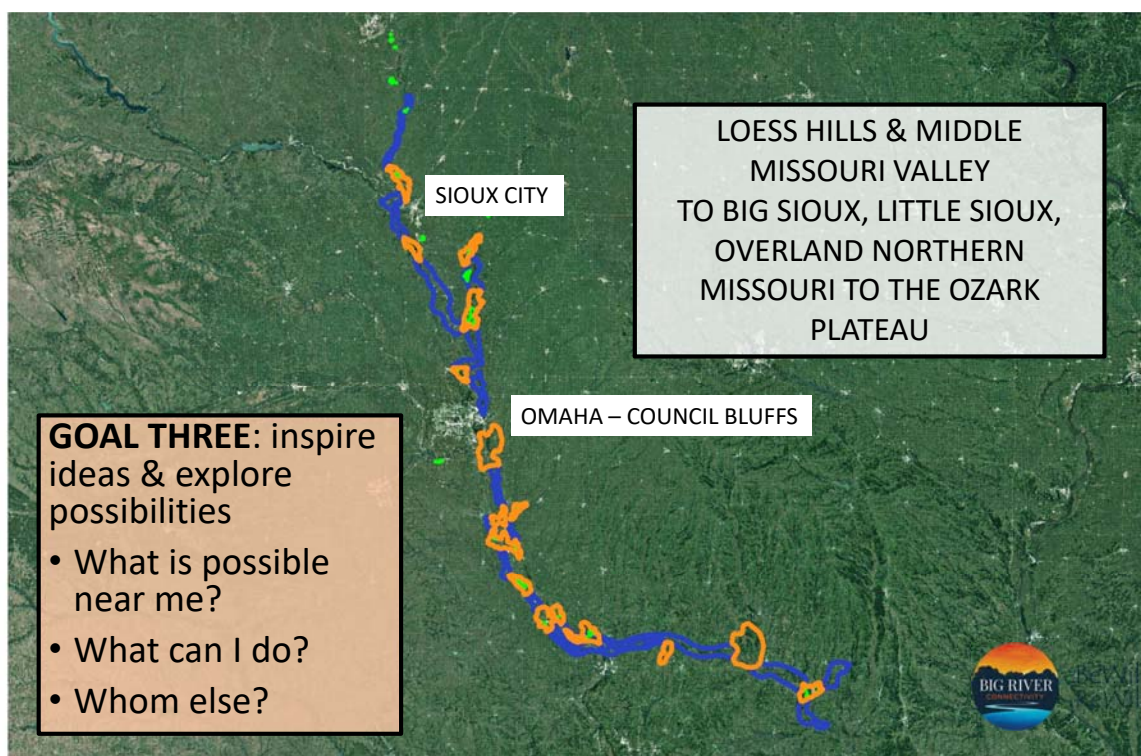 LOESS HILLS & MIDDLE
MISSOURI VALLEY
TO BIG SIOUX, LITTLE SIOUX,
OVERLAND NORTHERN
MISSOURI TO THE OZARK
PLATEAU
SIOUX CITY
OMAHA – COUNCIL BLUFFS
GOAL THREE: inspire
ideas & explore
possibilities
• What is possible
near me?
• What can I do?
• Whom else?
BIG RIVER
CONNECTIVITY